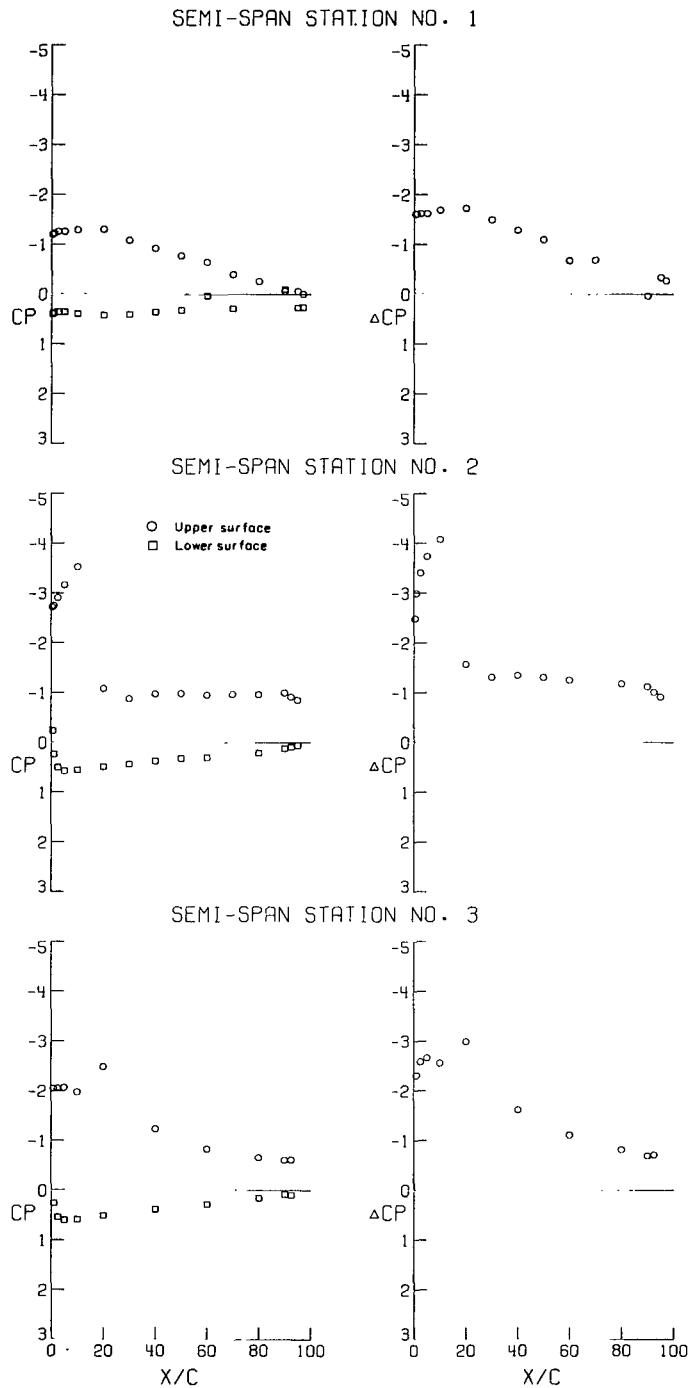 SEMI-SPAN STATION NO. 1
-5 -5
-4 -4
-3 -3
-2 -2
-1 -1
0 0
CP ΔCP
1 1
2 2
3 3
SEMI-SPAN STATION NO. 2
-5 -5
○ Upper surface
□ Lower surface
-4 -4
-3 -3
-2 -2
-1 -1
0 0
CP ΔCP
1 1
2 2
3 3
SEMI-SPAN STATION NO. 3
-5 -5
-4 -4
-3 -3
-2 -2
-1 -1
0 0
CP ΔCP
1 1
2 2
3 3
0 20 40 60 80 100 0 20 40 60 80 100
X/C X/C